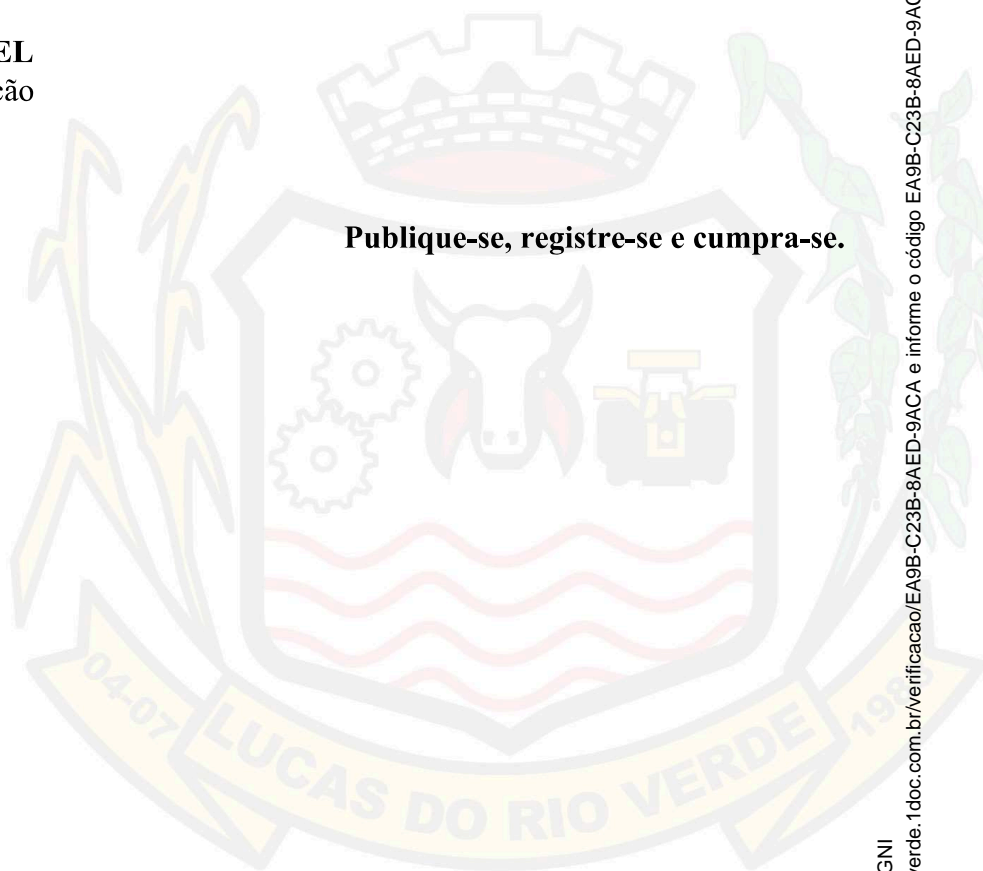 EL
ção
Publique-se, registre-se e cumpra-se.
04-07 LUCAS DO RIO VERDE
GNI
verde.1doc.com.br/verificacao/EA9B-C23B-8AED-9ACA e informe o código EA9B-C23B-8AED-9AC